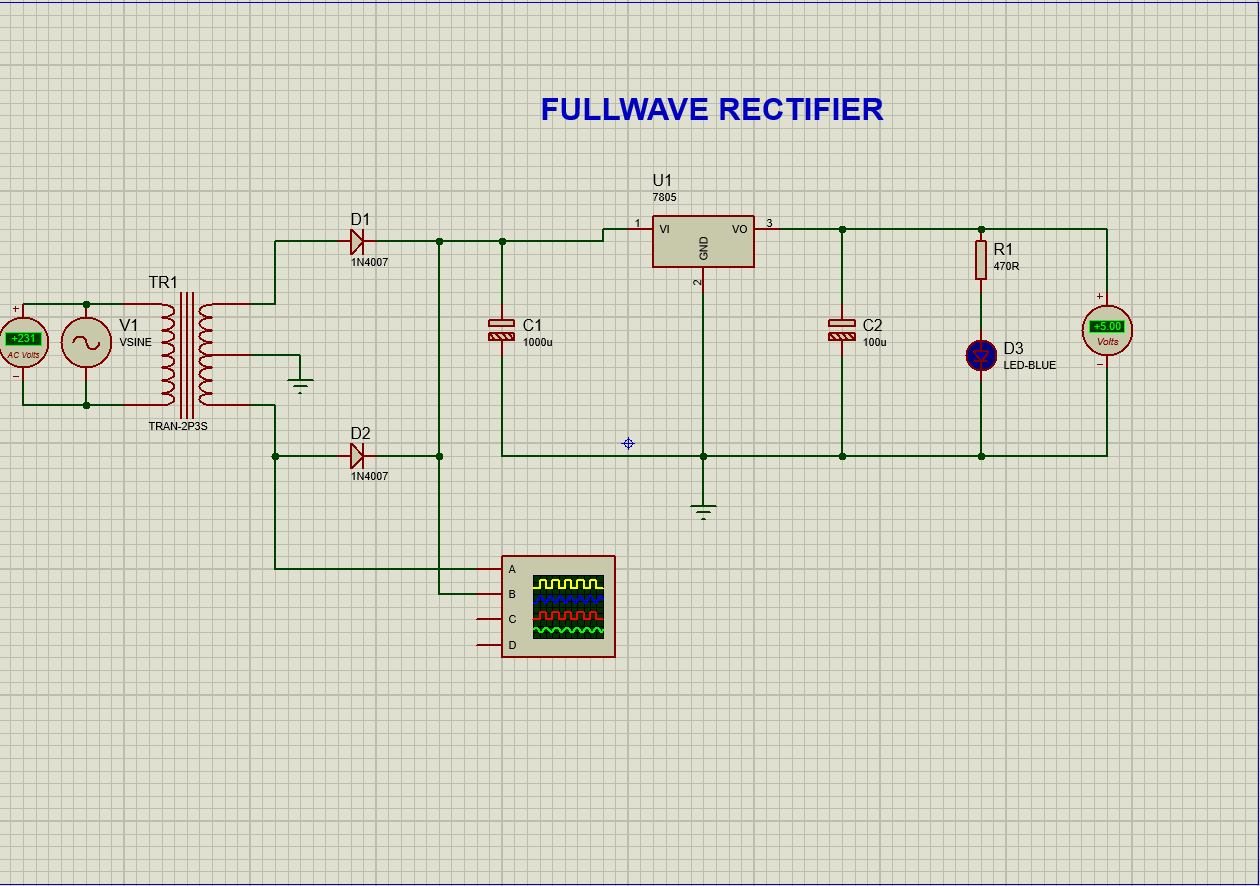 FULLWAVE RECTIFIER
U1
7805
1
VI
VO
3
GND
2
D1
1N4007
R1
470R
TR1
TRAN-2P3S
+
+231
AC Volts
−
V1
VSINE
C1
1000u
C2
100u
D3
LED-BLUE
+
+5.00
Volts
−
D2
1N4007
A
B
C
D